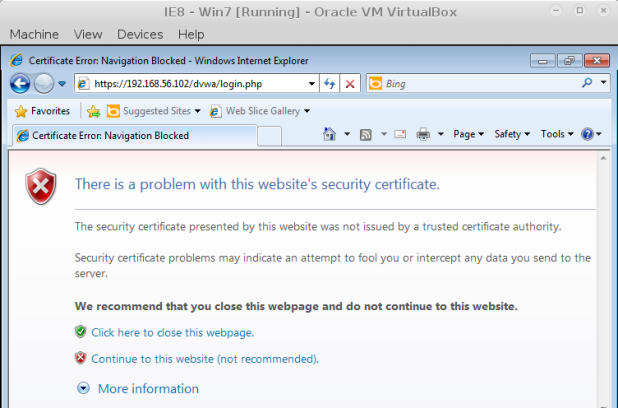 IE8 - Win7 [Running] - Oracle VM VirtualBox
Machine View Devices Help
Certificate Error: Navigation Blocked - Windows Internet Explorer
https://192.168.56.102/dvwa/login.php Bing
Favorites Suggested Sites Web Slice Gallery
Certificate Error: Navigation Blocked Page Safety Tools
There is a problem with this website's security certificate.
The security certificate presented by this website was not issued by a trusted certificate authority.
Security certificate problems may indicate an attempt to fool you or intercept any data you send to the
server.
We recommend that you close this webpage and do not continue to this website.
Click here to close this webpage.
Continue to this website (not recommended).
More information